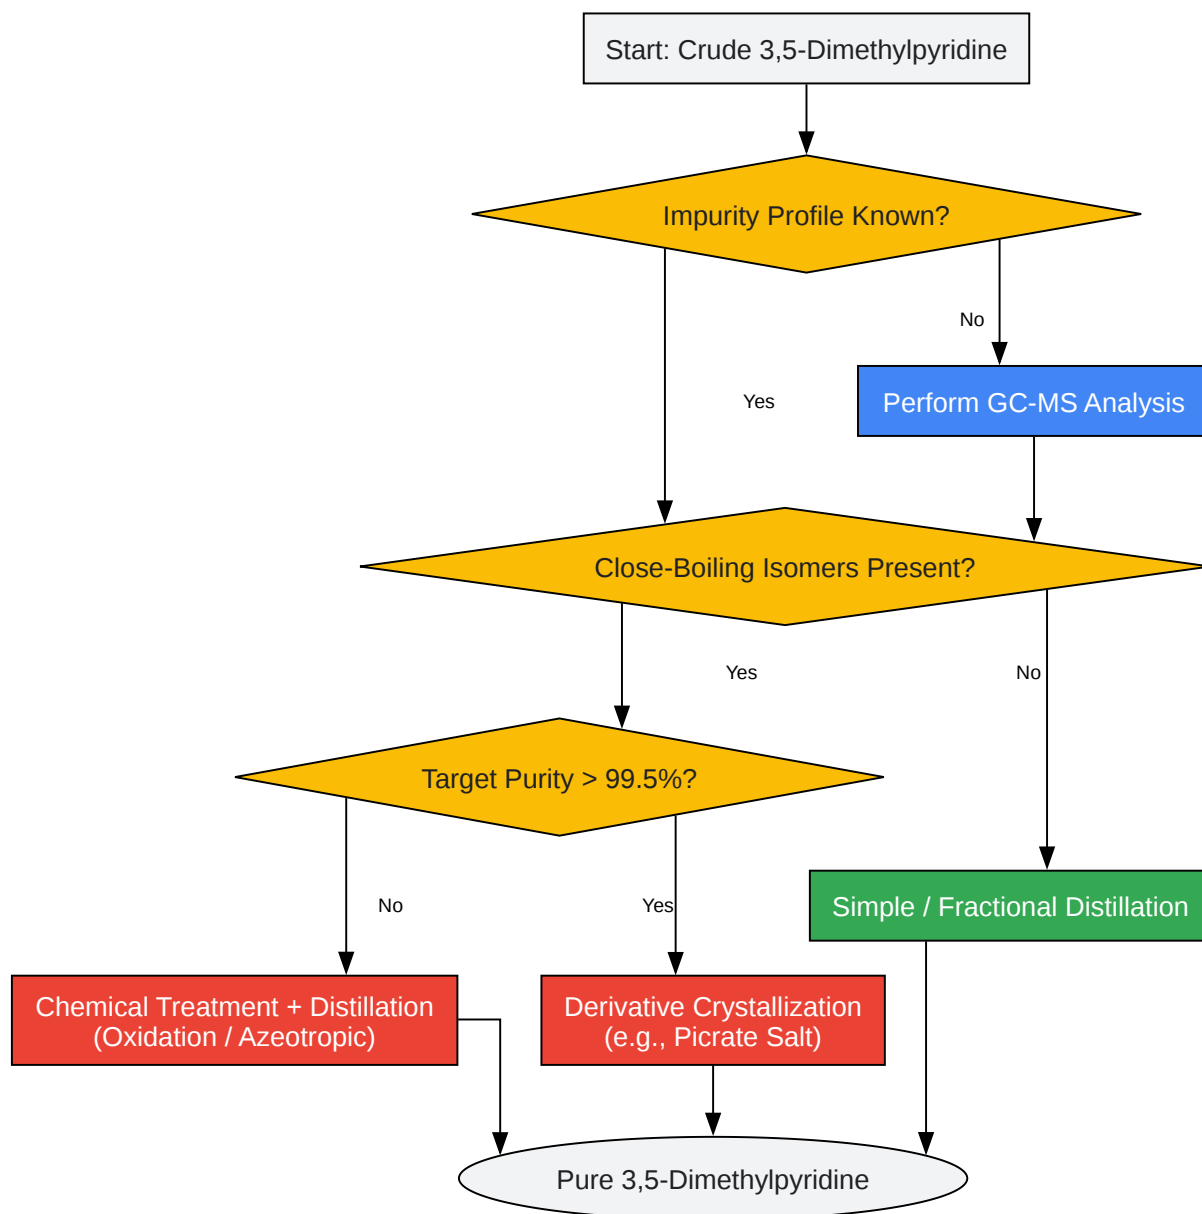 Start: Crude 3,5-Dimethylpyridine
Impurity Profile Known?
No
Perform GC-MS Analysis
Yes
Close-Boiling Isomers Present?
Yes
No
Target Purity > 99.5%?
No
Yes
Simple / Fractional Distillation
Chemical Treatment + Distillation
(Oxidation / Azeotropic)
Derivative Crystallization
(e.g., Picrate Salt)
Pure 3,5-Dimethylpyridine